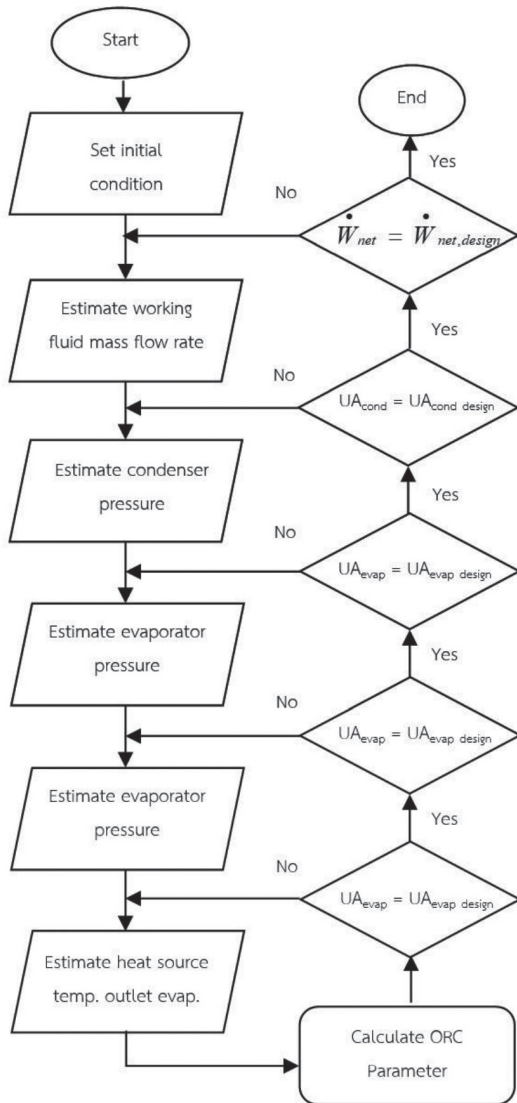 Start
Set initial
condition
Estimate working
fluid mass flow rate
Estimate condenser
pressure
Estimate evaporator
pressure
Estimate evaporator
pressure
Estimate heat source
temp. outlet evap.
Calculate ORC
Parameter
UAevap = UAevap design
No
Yes
UAevap = UAevap design
No
Yes
UAevap = UAevap design
No
Yes
UAcond = UAcond design
No
Yes
Ẇnet = Ẇnet,design
No
Yes
End